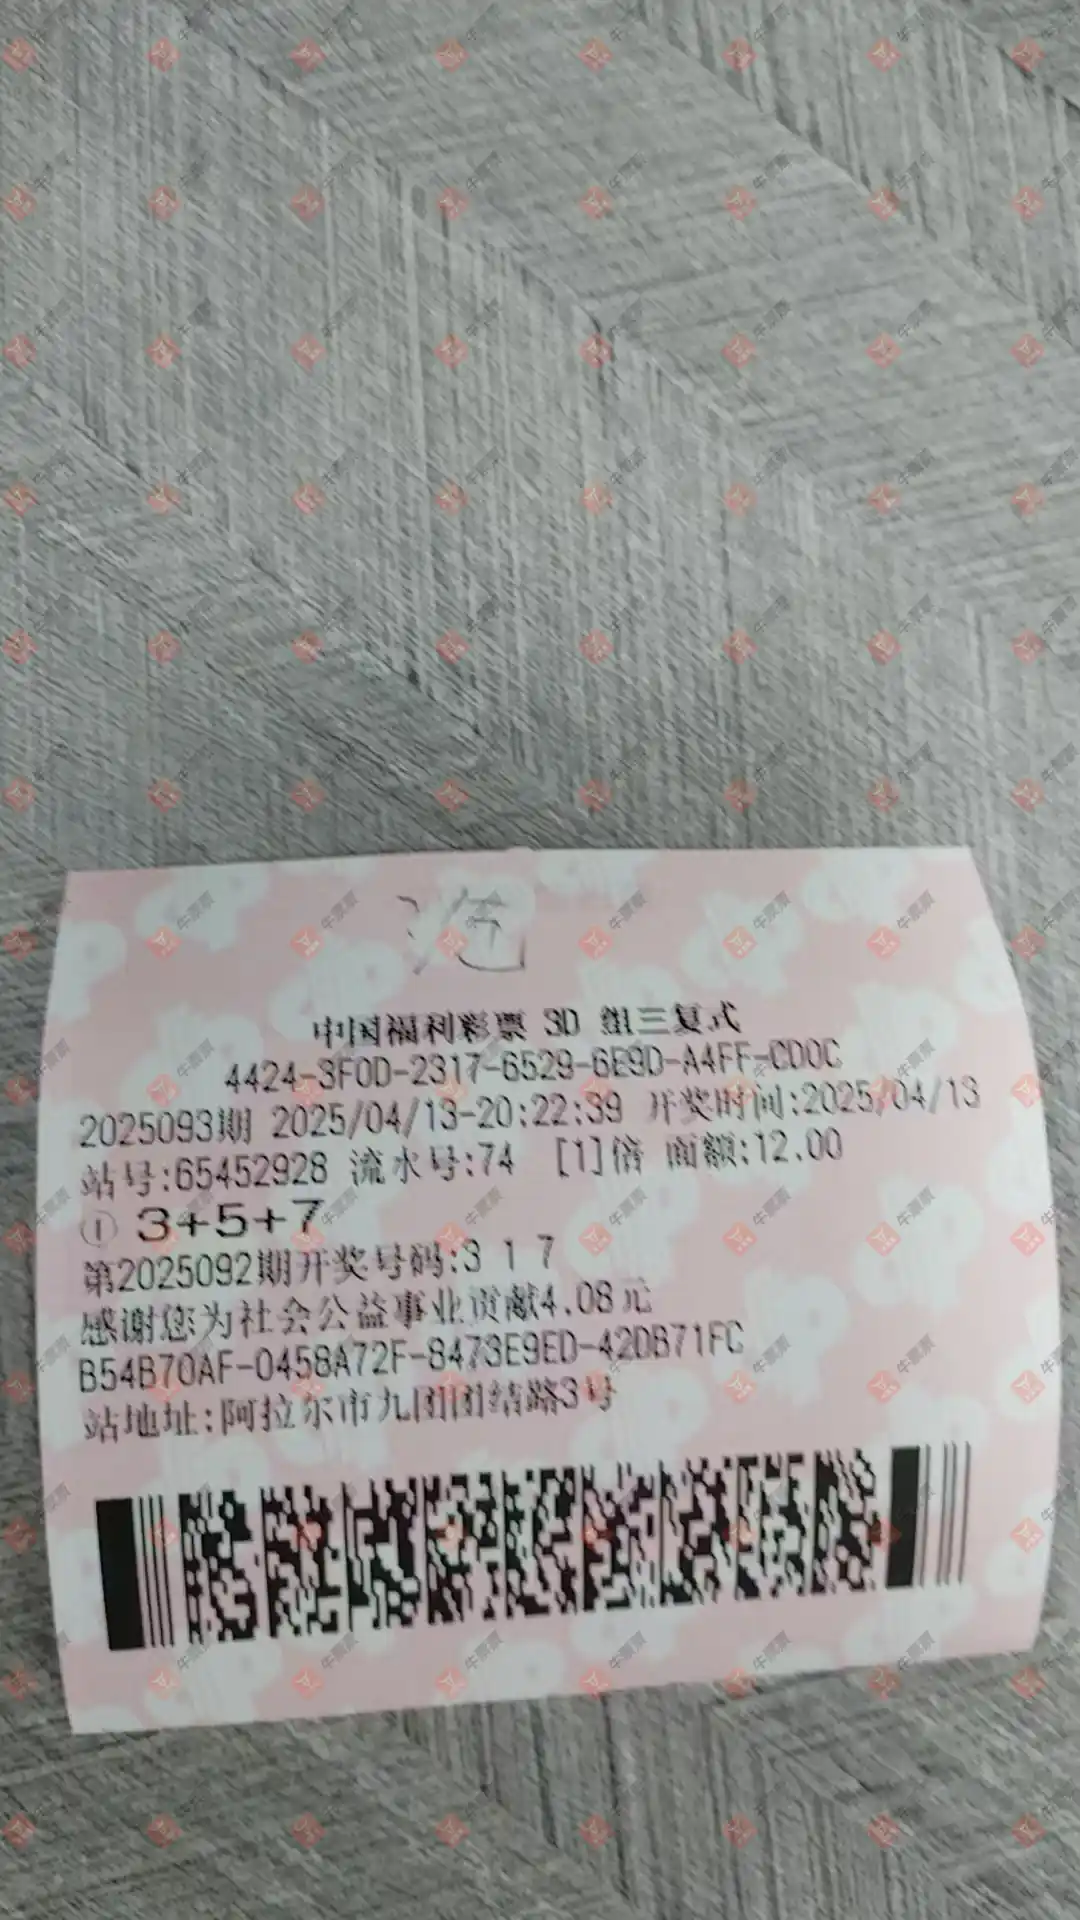 中国福利彩票 3D 组三复式
4424-3F0D-2317-6529-6E9D-A4FF-CD0C
2025093期 2025/04/13-20:22:39 开奖时间:2025/04/13
站号:65452928 流水号:74 [1]倍 面额:12.00
① 3+5+7
第2025092期开奖号码:3 1 7
感谢您为社会公益事业贡献4.08元
B54B70AF-0458A72F-8473E9ED-42DB71FC
站地址:阿拉尔市九团团结路3号
牛票票